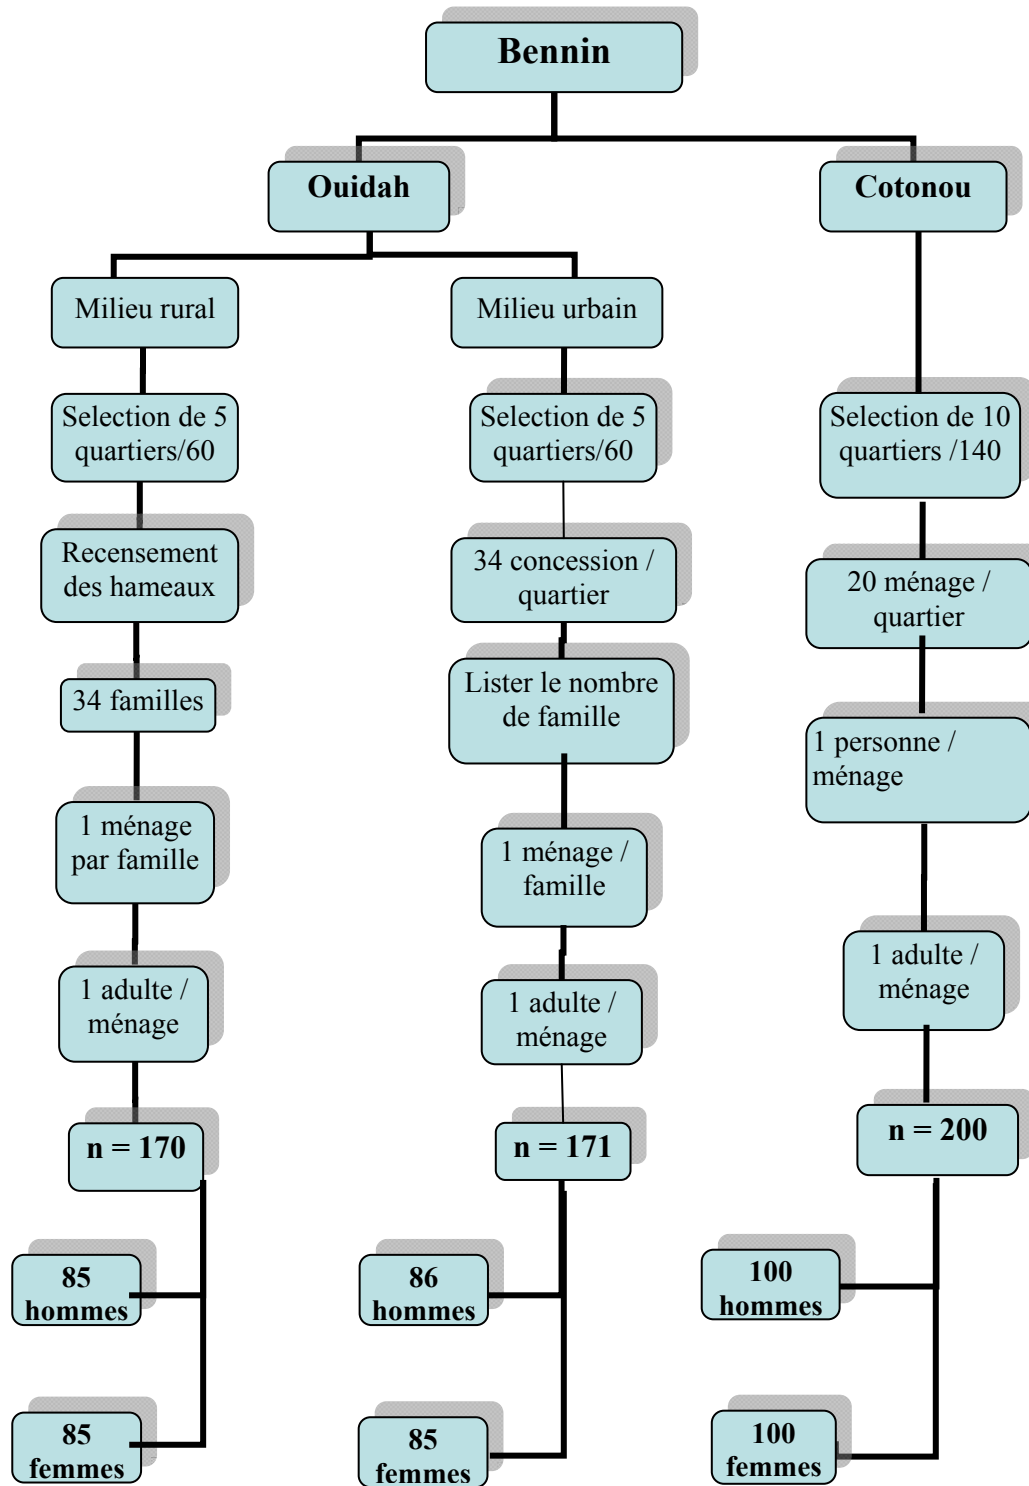 Bennin
Ouidah
Cotonou
Milieu rural
Milieu urbain
Selection de 5
quartiers/60
Selection de 5
quartiers/60
Selection de 10
quartiers /140
Recensement
des hameaux
34 concession /
quartier
20 ménage /
quartier
34 familles
Lister le nombre
de famille
1 personne /
ménage
1 ménage
par famille
1 ménage /
famille
1 adulte /
ménage
1 adulte /
ménage
1 adulte /
ménage
n = 170
n = 171
n = 200
85
hommes
86
hommes
100
hommes
85
femmes
85
femmes
100
femmes